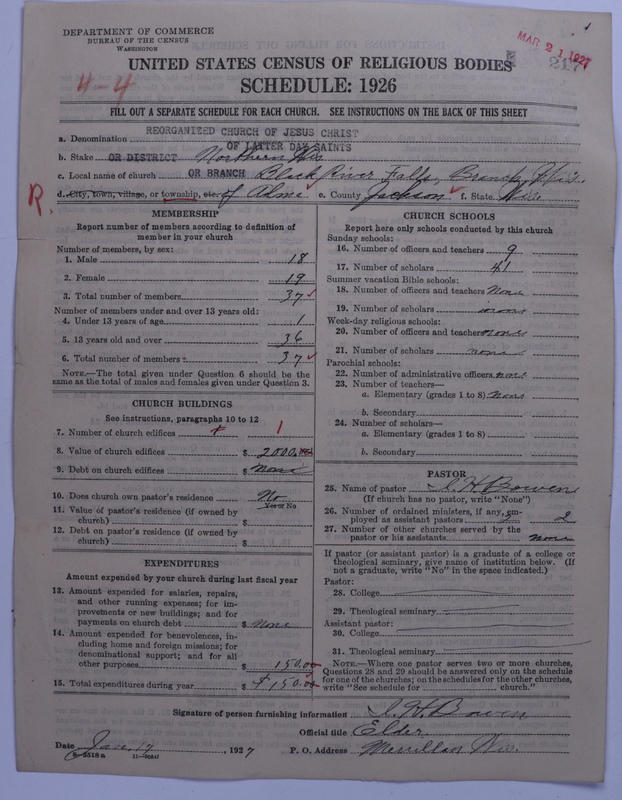 DEPARTMENT OF COMMERCE
BUREAU OF THE CENSUS
WASHINGTON
MAR 21 1927
217
UNITED STATES CENSUS OF RELIGIOUS BODIES
4-4
SCHEDULE: 1926
FILL OUT A SEPARATE SCHEDULE FOR EACH CHURCH. SEE INSTRUCTIONS ON THE BACK OF THIS SHEET
a. Denomination REORGANIZED CHURCH OF JESUS CHRIST
OF LATTER DAY SAINTS
b. Stake OR DISTRICT Northern Wis
c. Local name of church OR BRANCH Black River Falls, Branch, Wis.
R.
d. City, town, village, or township, etc. of Alma e. County Jackson f. State Wis.
MEMBERSHIP
Report number of members according to definition of
member in your church
Number of members, by sex:
1. Male 18
2. Female 19
3. Total number of members 37
Number of members under and over 13 years old:
4. Under 13 years of age 1
5. 13 years old and over 36
6. Total number of members 37
NOTE.—The total given under Question 6 should be the
same as the total of males and females given under Question 3.
CHURCH BUILDINGS
See instructions, paragraphs 10 to 12
7. Number of church edifices 1
8. Value of church edifices $ 2000.00
9. Debt on church edifices $ None
10. Does church own pastor's residence No
Yes or No
11. Value of pastor's residence (if owned by
church) $
12. Debt on pastor's residence (if owned by
church) $
EXPENDITURES
Amount expended by your church during last fiscal year
13. Amount expended for salaries, repairs,
and other running expenses; for im-
provements or new buildings; and for
payments on church debt $ None
14. Amount expended for benevolences, in-
cluding home and foreign missions; for
denominational support; and for all
other purposes $ 150.00
15. Total expenditures during year $ $150.00
CHURCH SCHOOLS
Report here only schools conducted by this church
Sunday schools:
16. Number of officers and teachers 9
17. Number of scholars 41
Summer vacation Bible schools:
18. Number of officers and teachers None
19. Number of scholars none
Week-day religious schools:
20. Number of officers and teachers none
21. Number of scholars none
Parochial schools:
22. Number of administrative officers none
23. Number of teachers—
a. Elementary (grades 1 to 8) None
b. Secondary
24. Number of scholars—
a. Elementary (grades 1 to 8)
b. Secondary
PASTOR
25. Name of pastor S. H. Bowen
(If church has no pastor, write "None")
26. Number of ordained ministers, if any, em-
ployed as assistant pastors 2
27. Number of other churches served by the
pastor or his assistants none
If pastor (or assistant pastor) is a graduate of a college or
theological seminary, give name of institution below. (If
not a graduate, write "No" in the space indicated.)
Pastor:
28. College
29. Theological seminary
Assistant pastor:
30. College
31. Theological seminary
NOTE.—Where one pastor serves two or more churches,
Questions 28 and 29 should be answered only on the schedule
for one of the churches; on the schedules for the other churches,
write "See schedule for church."
Signature of person furnishing information S. H. Bowen
Official title Elder
Date Jan. 17, 1927 P. O. Address Merrillan Wis.